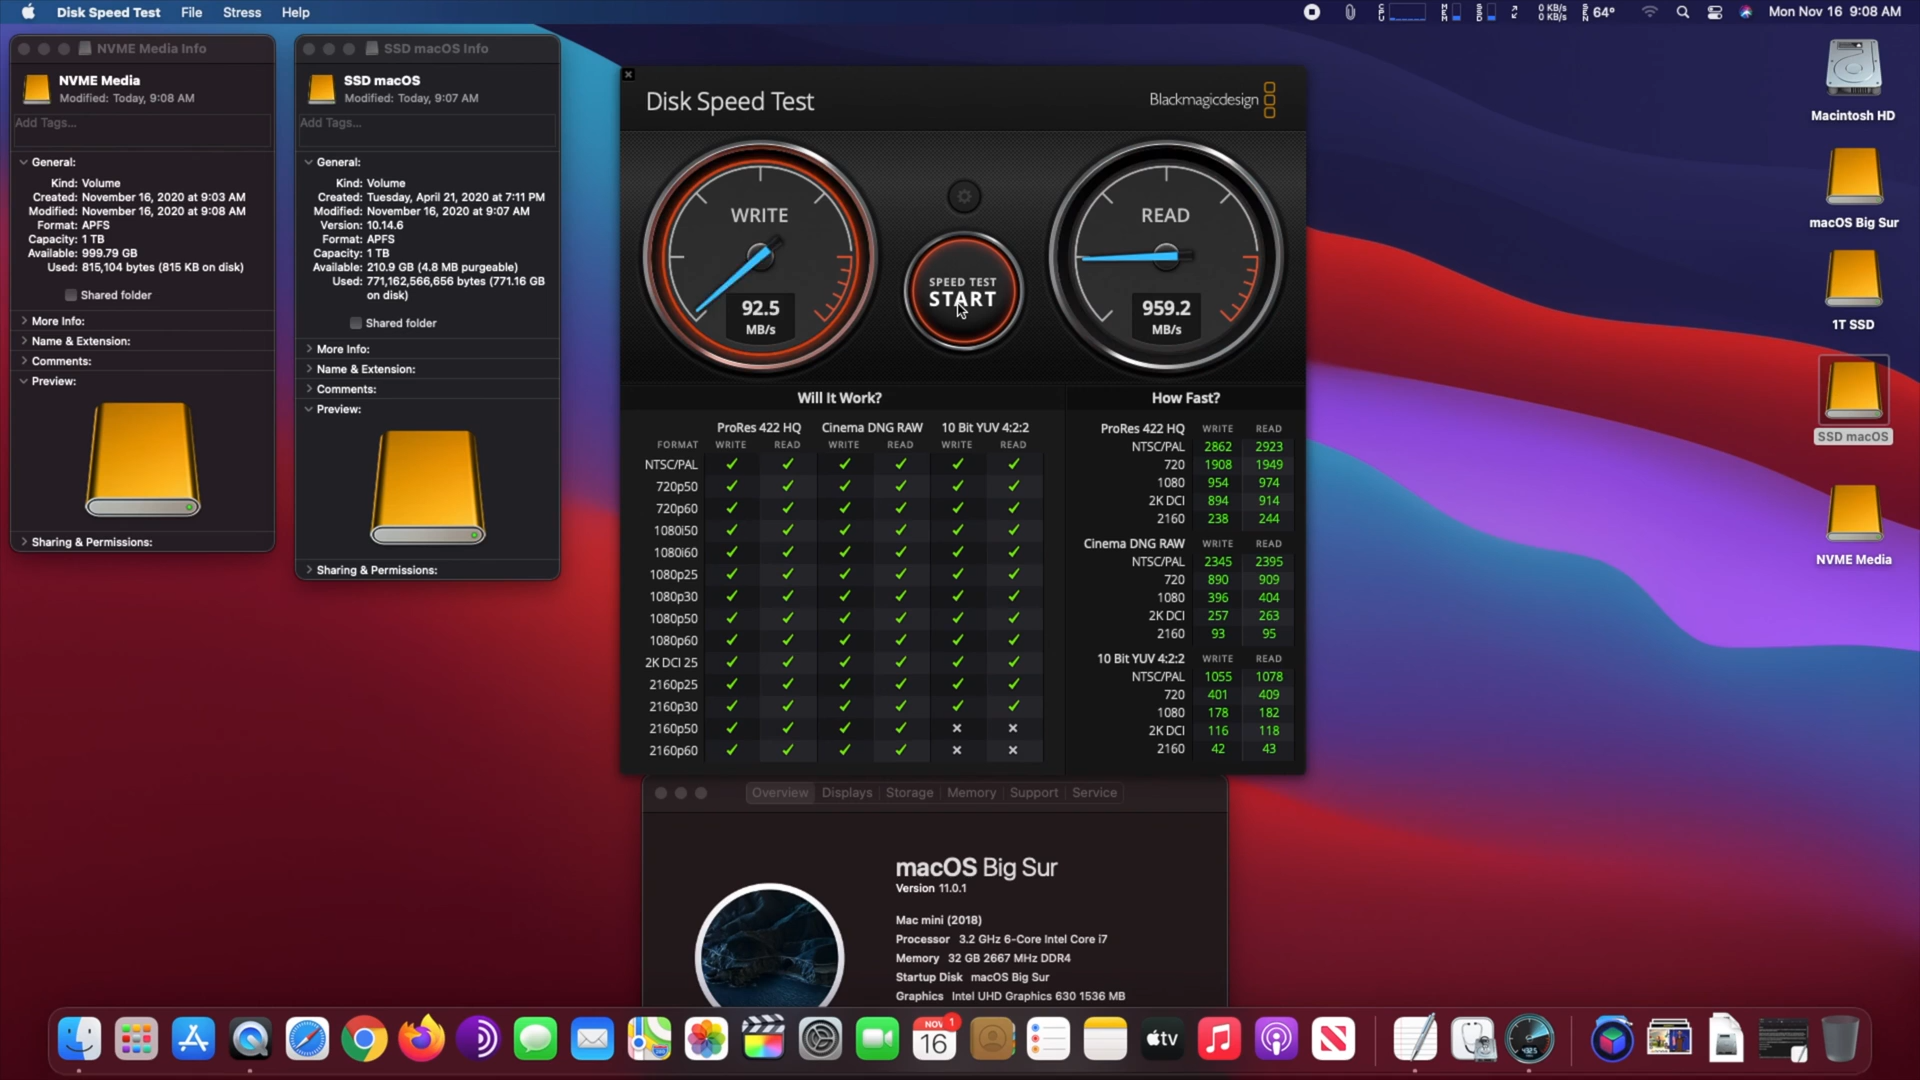 Disk Speed Test File Stress Help
0 KB/s
0 KB/s
64° Mon Nov 16 9:08 AM
NVME Media Info
NVME Media
Modified: Today, 9:08 AM
Add Tags...
General:
Kind: Volume
Created: November 16, 2020 at 9:03 AM
Modified: November 16, 2020 at 9:08 AM
Format: APFS
Capacity: 1 TB
Available: 999.79 GB
Used: 815,104 bytes (815 KB on disk)
Shared folder
More Info:
Name & Extension:
Comments:
Preview:
Sharing & Permissions:
SSD macOS Info
SSD macOS
Modified: Today, 9:07 AM
Add Tags...
General:
Kind: Volume
Created: Tuesday, April 21, 2020 at 7:11 PM
Modified: November 16, 2020 at 9:07 AM
Version: 10.14.6
Format: APFS
Capacity: 1 TB
Available: 210.9 GB (4.8 MB purgeable)
Used: 771,162,566,656 bytes (771.16 GB
on disk)
Shared folder
More Info:
Name & Extension:
Comments:
Preview:
Sharing & Permissions:
Disk Speed Test
Blackmagicdesign
WRITE
92.5
MB/s
SPEED TEST
START
READ
959.2
MB/s
Will It Work?
ProRes 422 HQ Cinema DNG RAW 10 Bit YUV 4:2:2
FORMAT WRITE READ WRITE READ WRITE READ
NTSC/PAL ✓ ✓ ✓ ✓ ✓ ✓
720p50 ✓ ✓ ✓ ✓ ✓ ✓
720p60 ✓ ✓ ✓ ✓ ✓ ✓
1080i50 ✓ ✓ ✓ ✓ ✓ ✓
1080i60 ✓ ✓ ✓ ✓ ✓ ✓
1080p25 ✓ ✓ ✓ ✓ ✓ ✓
1080p30 ✓ ✓ ✓ ✓ ✓ ✓
1080p50 ✓ ✓ ✓ ✓ ✓ ✓
1080p60 ✓ ✓ ✓ ✓ ✓ ✓
2K DCI 25 ✓ ✓ ✓ ✓ ✓ ✓
2160p25 ✓ ✓ ✓ ✓ ✓ ✓
2160p30 ✓ ✓ ✓ ✓ ✓ ✓
2160p50 ✓ ✓ ✓ ✓ × ×
2160p60 ✓ ✓ ✓ ✓ × ×
How Fast?
ProRes 422 HQ WRITE READ
NTSC/PAL 2862 2923
720 1908 1949
1080 954 974
2K DCI 894 914
2160 238 244
Cinema DNG RAW WRITE READ
NTSC/PAL 2345 2395
720 890 909
1080 396 404
2K DCI 257 263
2160 93 95
10 Bit YUV 4:2:2 WRITE READ
NTSC/PAL 1055 1078
720 401 409
1080 178 182
2K DCI 116 118
2160 42 43
Overview Displays Storage Memory Support Service
macOS Big Sur
Version 11.0.1
Mac mini (2018)
Processor 3.2 GHz 6-Core Intel Core i7
Memory 32 GB 2667 MHz DDR4
Startup Disk macOS Big Sur
Graphics Intel UHD Graphics 630 1536 MB
Macintosh HD
macOS Big Sur
1T SSD
SSD macOS
NVME Media
NOV
16
1
tv